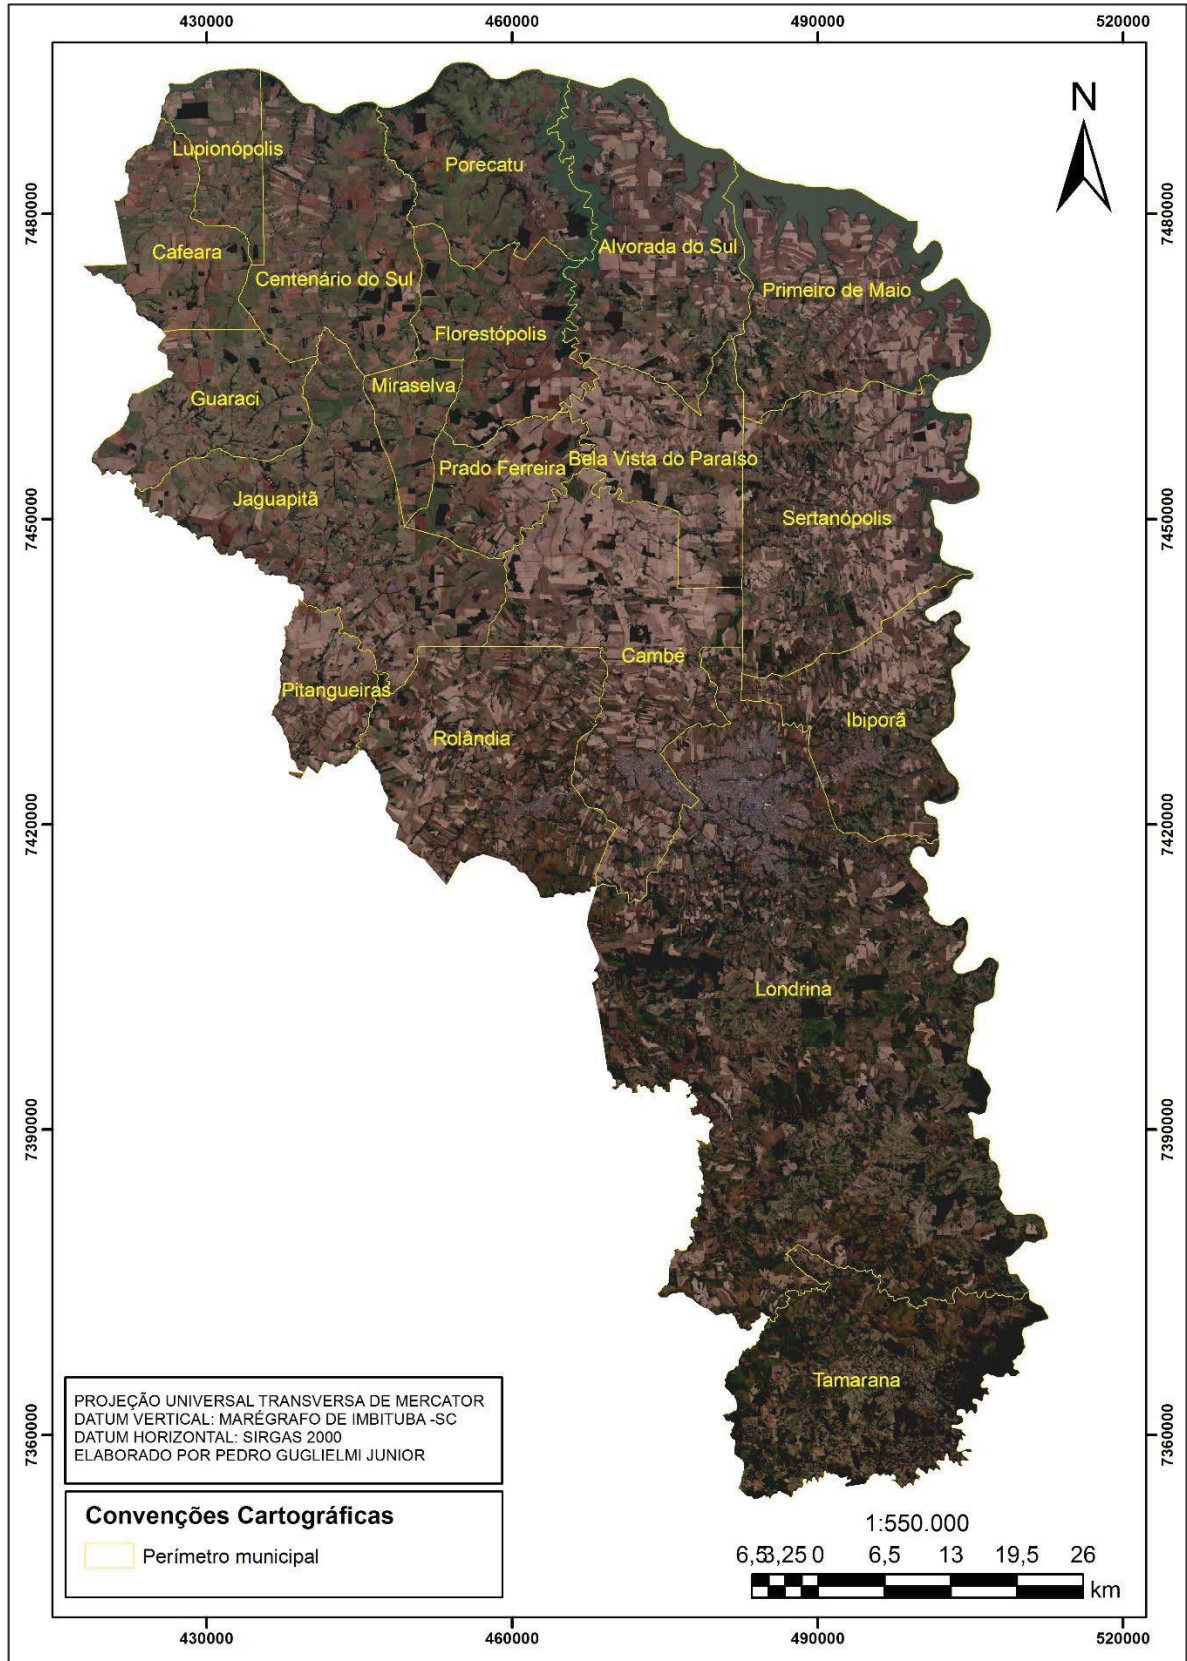 430000 460000 490000 520000
N
Lupionópolis
Porecatu
7480000 7480000
Cafeara
Alvorada do Sul
Centenário do Sul
Primeiro de Maio
Florestópolis
Miraselva
Guaraci
Prado Ferreira
Bela Vista do Paraíso
Jaguapitã
7450000 7450000
Sertanópolis
Cambé
Pitangueiras
Ibiporã
Rolândia
7420000 7420000
Londrina
7390000 7390000
Tamarana
7360000 7360000
PROJEÇÃO UNIVERSAL TRANSVERSA DE MERCATOR
DATUM VERTICAL: MARÉGRAFO DE IMBITUBA -SC
DATUM HORIZONTAL: SIRGAS 2000
ELABORADO POR PEDRO GUGLIELMI JUNIOR
Convenções Cartográficas
Perímetro municipal
1:550.000
6,5 3,25 0 6,5 13 19,5 26
km
430000 460000 490000 520000